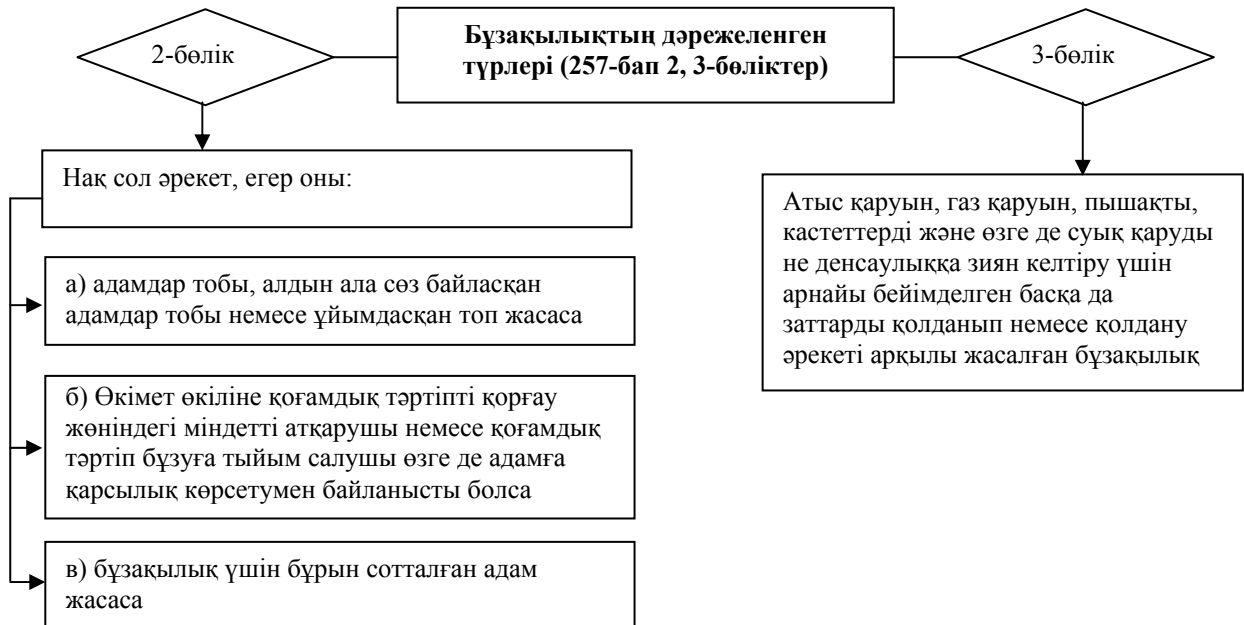 2-бөлік
Бұзақылықтың дәрежеленген
түрлері (257-бап 2, 3-бөліктер)
3-бөлік
Нақ сол әрекет, егер оны:
а) адамдар тобы, алдын ала сөз байласқан
адамдар тобы немесе ұйымдасқан топ жасаса
б) Өкімет өкіліне қоғамдық тәртіпті қорғау
жөніндегі міндетті атқарушы немесе қоғамдық
тәртіп бұзуға тыйым салушы өзге де адамға
қарсылық көрсетумен байланысты болса
в) бұзақылық үшін бұрын сотталған адам
жасаса
Атыс қаруын, газ қаруын, пышақты,
кастеттерді және өзге де суық қаруды
не денсаулыққа зиян келтіру үшін
арнайы бейімделген басқа да
заттарды қолданып немесе қолдану
әрекеті арқылы жасалған бұзақылық